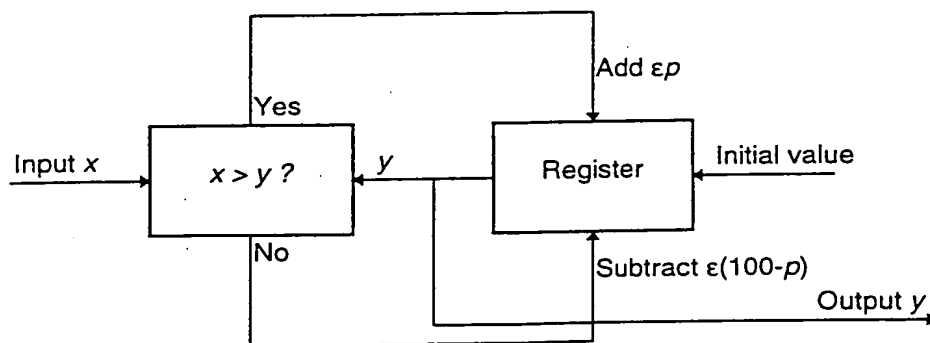 Add εp
Yes
Input x
x > y ?
y
Register
Initial value
No
Subtract ε(100-p)
Output y